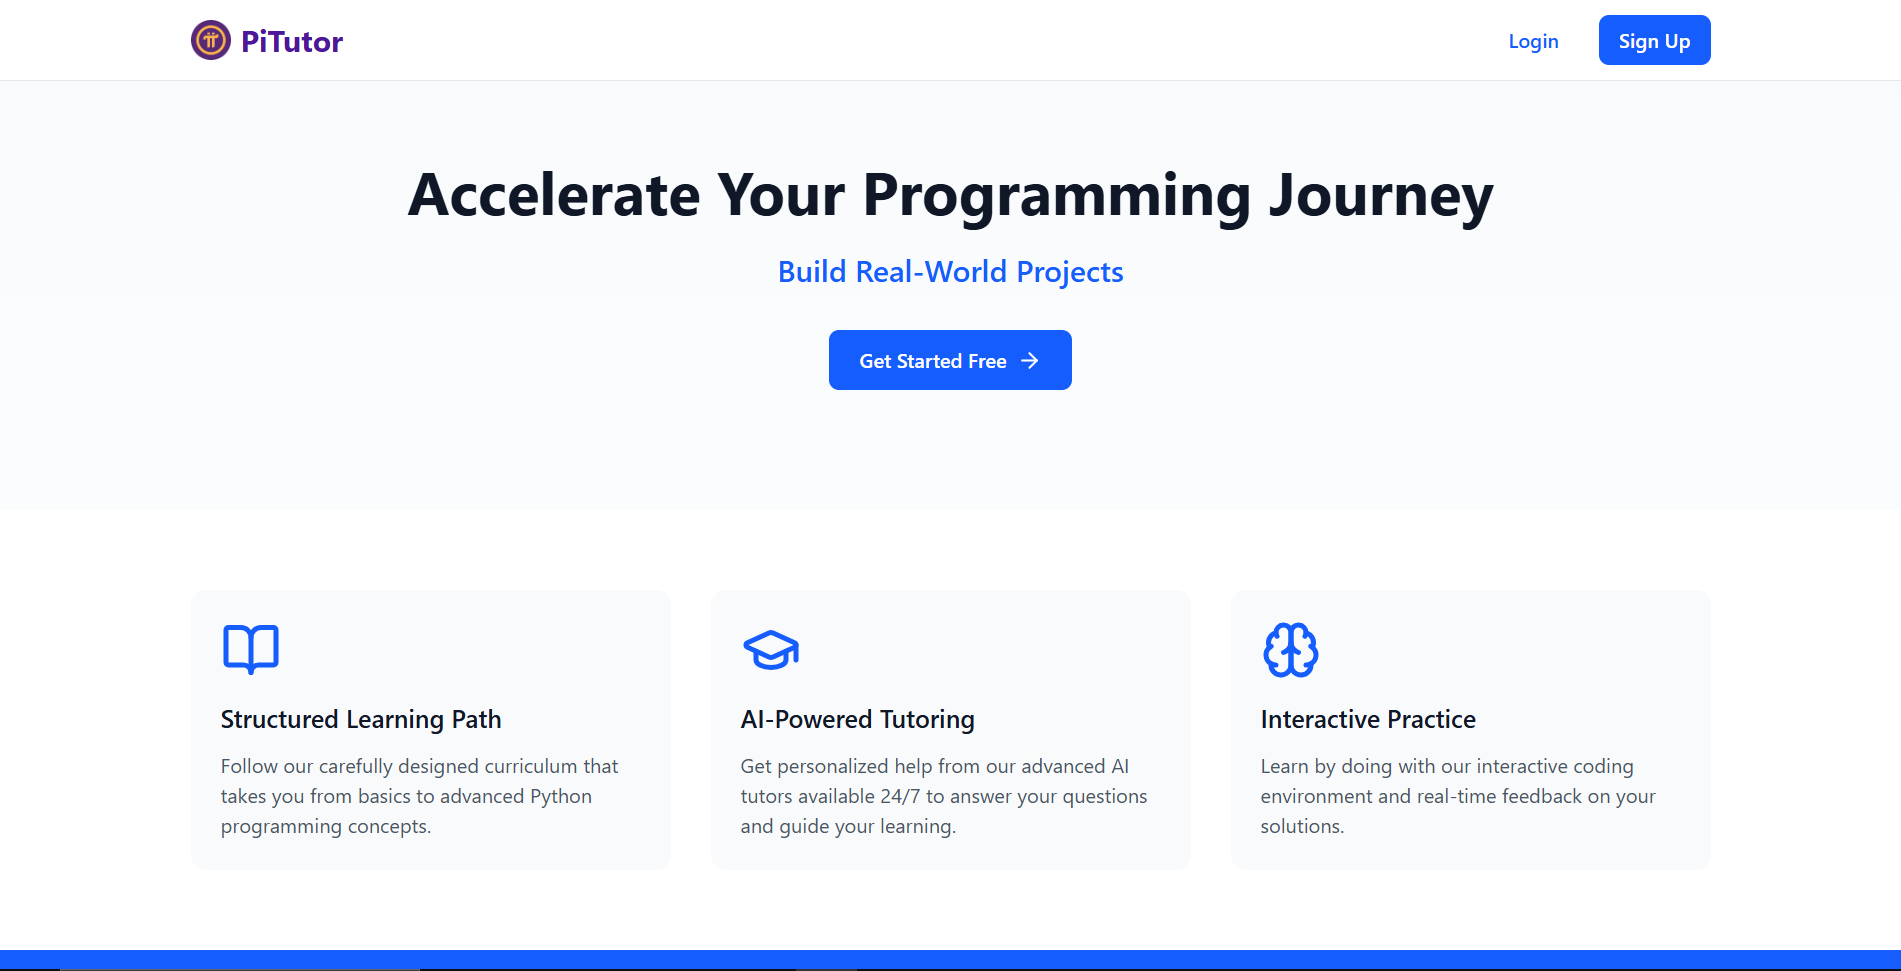 PiTutor
Login
Sign Up
Accelerate Your Programming Journey
Build Real-World Projects
Get Started Free
Structured Learning Path
Follow our carefully designed curriculum that
takes you from basics to advanced Python
programming concepts.
AI-Powered Tutoring
Get personalized help from our advanced AI
tutors available 24/7 to answer your questions
and guide your learning.
Interactive Practice
Learn by doing with our interactive coding
environment and real-time feedback on your
solutions.